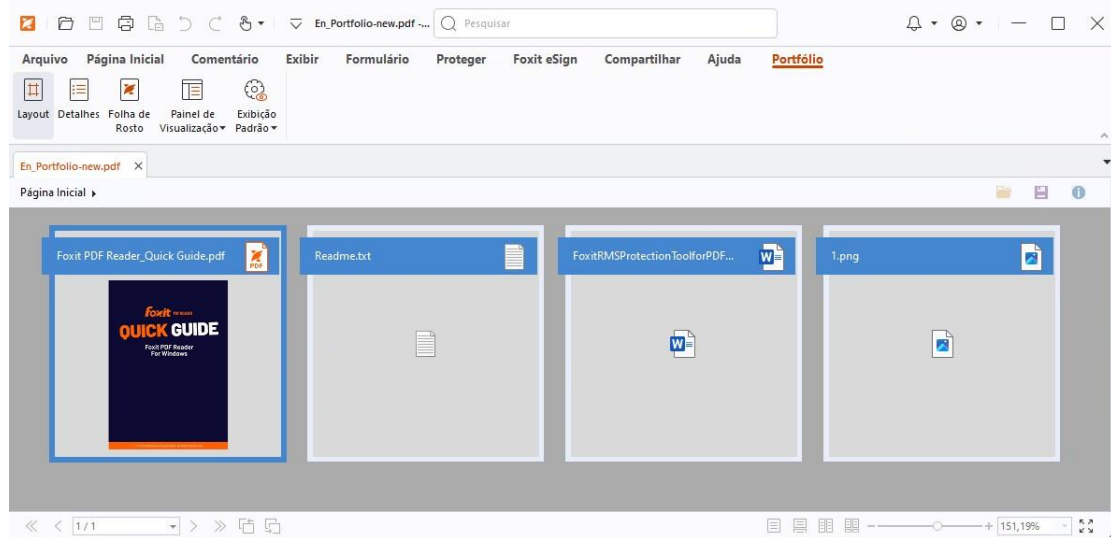 En_Portfolio-new.pdf -...
Pesquisar
Arquivo Página Inicial Comentário Exibir Formulário Proteger Foxit eSign Compartilhar Ajuda Portfólio
Layout Detalhes Folha de Rosto Painel de Visualização Exibição Padrão
En_Portfolio-new.pdf
Página Inicial
Foxit PDF Reader_Quick Guide.pdf
PDF
Readme.txt
FoxitRMSProtectionToolforPDF...
1.png
foxit
QUICK GUIDE
Foxit PDF Reader
For Windows
1 / 1
151,19%